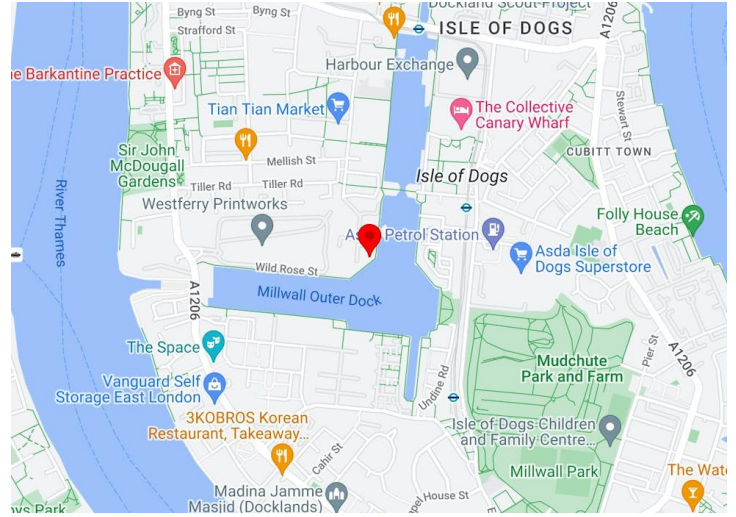 Byng St
Byng St
Dockland Scout Project
Strafford St
ISLE OF DOGS
A1206
Harbour Exchange
he Barkantine Practice
Tian Tian Market
The Collective
Canary Wharf
Stewart St
Sir John
McDougall
Gardens
Mellish St
CUBITT TOWN
Tiller Rd
Tiller Rd
Isle of Dogs
River Thames
Westferry Printworks
Folly House
Beach
Petrol Station
Asda Isle of
Dogs Superstore
Wild Rose St
A1206
Millwall Outer Dock
The Space
Mudchute
Park and Farm
Pier St
A1206
Vanguard Self
Storage East London
Undine Rd
3KOBROS Korean
Restaurant, Takeaway...
Isle of Dogs Children
and Family Centre...
Cahir St
Millwall Park
The Wat
Madina Jamme
Masjid (Docklands)
pel House St
ys Park